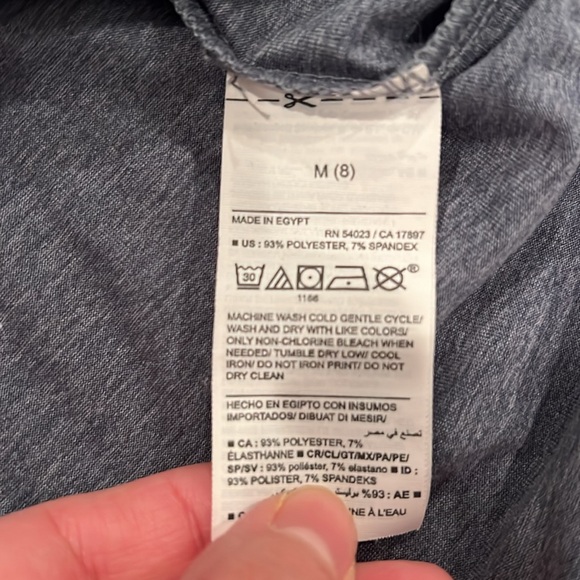 M (8)
MADE IN EGYPT
RN 54023 / CA 17897
■ US : 93% POLYESTER, 7% SPANDEX
30
®
1166
MACHINE WASH COLD GENTLE CYCLE/
WASH AND DRY WITH LIKE COLORS/
ONLY NON-CHLORINE BLEACH WHEN
NEEDED/ TUMBLE DRY LOW/ COOL
IRON/ DO NOT IRON PRINT/ DO NOT
DRY CLEAN
HECHO EN EGIPTO CON INSUMOS
IMPORTADOS/ DIBUAT DI MESIR/
تصنع في مصر
■ CA : 93% POLYESTER, 7%
ÉLASTHANNE ■ CR/CL/GT/MX/PA/PE/
SP/SV : 93% poliéster, 7% elastano ■ ID :
93% POLISTER, 7% SPANDEKS
■ AE : 93% بوليستر
NE À L'EAU